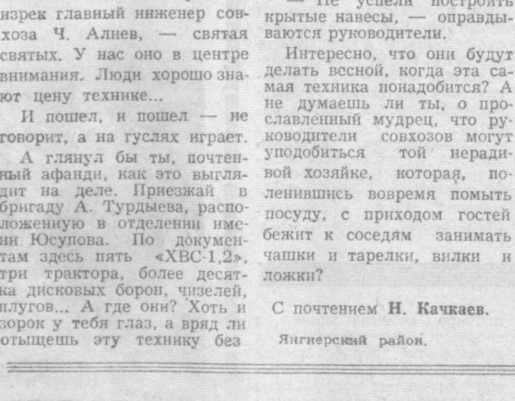 изрек главный инженер сов-
хоза Ч. Алиев, — святая
святых. У нас оно в центре
внимания. Люди хорошо зна-
ют цену технике...
И пошел, и пошел — не
говорит, а на гуслях играет.
А глянул бы ты, почтен-
ный афанди, как это выгля-
дит на деле. Приезжай в
бригаду А. Турдыева, распо-
ложенную в отделении име-
ни Юсупова. По докумен-
там здесь пять «ХВС-1,2»,
три трактора, более десят-
ка дисковых борон, чизелей,
плугов... А где они? Хоть и
зорок у тебя глаз, а вряд ли
отыщешь эту технику без
— Не успели построить
крытые навесы, — оправды-
ваются руководители.
Интересно, что они будут
делать весной, когда эта са-
мая техника понадобится? А
не думаешь ли ты, о про-
славленный мудрец, что ру-
ководители совхозов могут
уподобиться той неради-
вой хозяйке, которая, по-
ленившись вовремя помыть
посуду, с приходом гостей
бежит к соседям занимать
чашки и тарелки, вилки и
ложки?
С почтением Н. Качкаев.
Янгиерский район.